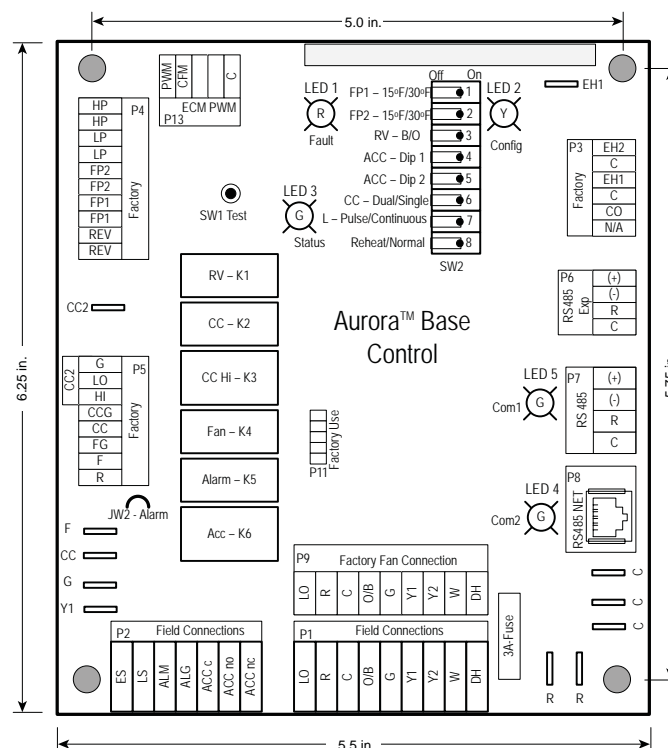 5.0 in.
6.25 in.
5.75 in.
5.5 in.
PWM
CFM
C
ECM PWM
P13
HP
HP
LP
LP
FP2
FP2
FP1
FP1
REV
REV
P4
Factory
LED 1
R
Fault
Off
On
FP1 – 15ºF/30ºF
1
FP2 – 15ºF/30ºF
2
RV – B/O
3
ACC – Dip 1
4
ACC – Dip 2
5
CC – Dual/Single
6
L – Pulse/Continuous
7
Reheat/Normal
8
SW2
LED 2
Y
Config
EH1
P3
Factory
EH2
C
EH1
C
CO
N/A
SW1 Test
LED 3
G
Status
CC2
RV – K1
CC – K2
CC Hi – K3
Fan – K4
Alarm – K5
Acc – K6
Aurora™ Base
Control
P6
RS485
Exp
(+)
(-)
R
C
CC2
G
LO
HI
CCG
CC
FG
F
R
P5
Factory
P11
Factory Use
LED 5
Com1
G
P7
RS 485
(+)
(-)
R
C
JW2 - Alarm
LED 4
Com2
G
P8
RS485 NET
F
CC
G
Y1
P9
Factory Fan Connection
LO
R
C
O/B
G
Y1
Y2
W
DH
C
C
C
P2
Field Connections
ES
LS
ALM
ALG
ACC c
ACC no
ACC nc
P1
Field Connections
LO
R
C
O/B
G
Y1
Y2
W
DH
3A-Fuse
R
R